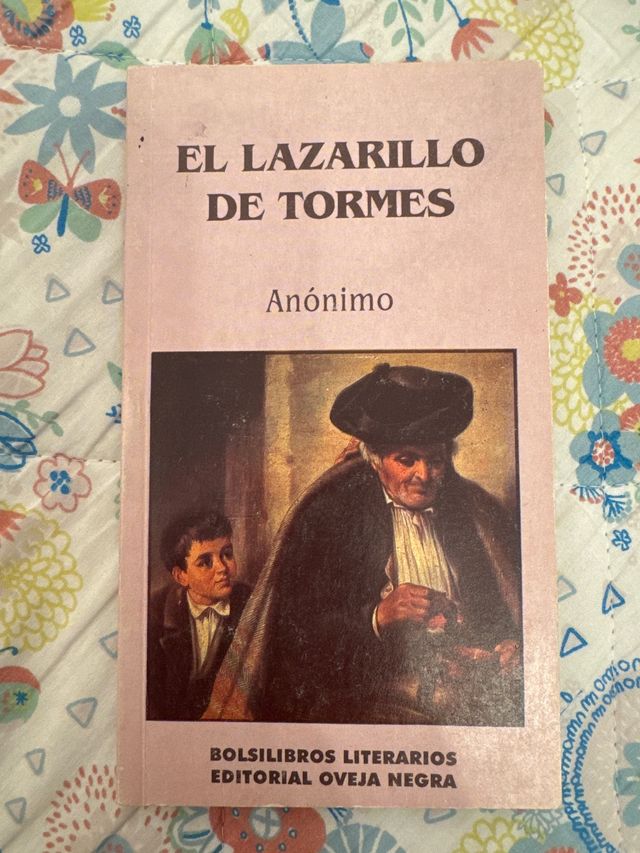 EL LAZARILLO
DE TORMES
Anónimo
BOLSILIBROS LITERARIOS
EDITORIAL OVEJA NEGRA